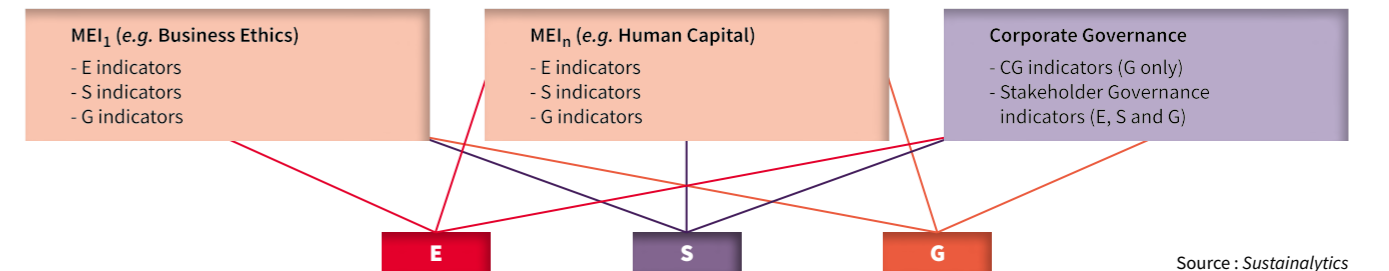 MEI1 (e.g. Business Ethics)
- E indicators
- S indicators
- G indicators
MEIn (e.g. Human Capital)
- E indicators
- S indicators
- G indicators
Corporate Governance
- CG indicators (G only)
- Stakeholder Governance
indicators (E, S and G)
E
S
G
Source : Sustainalytics